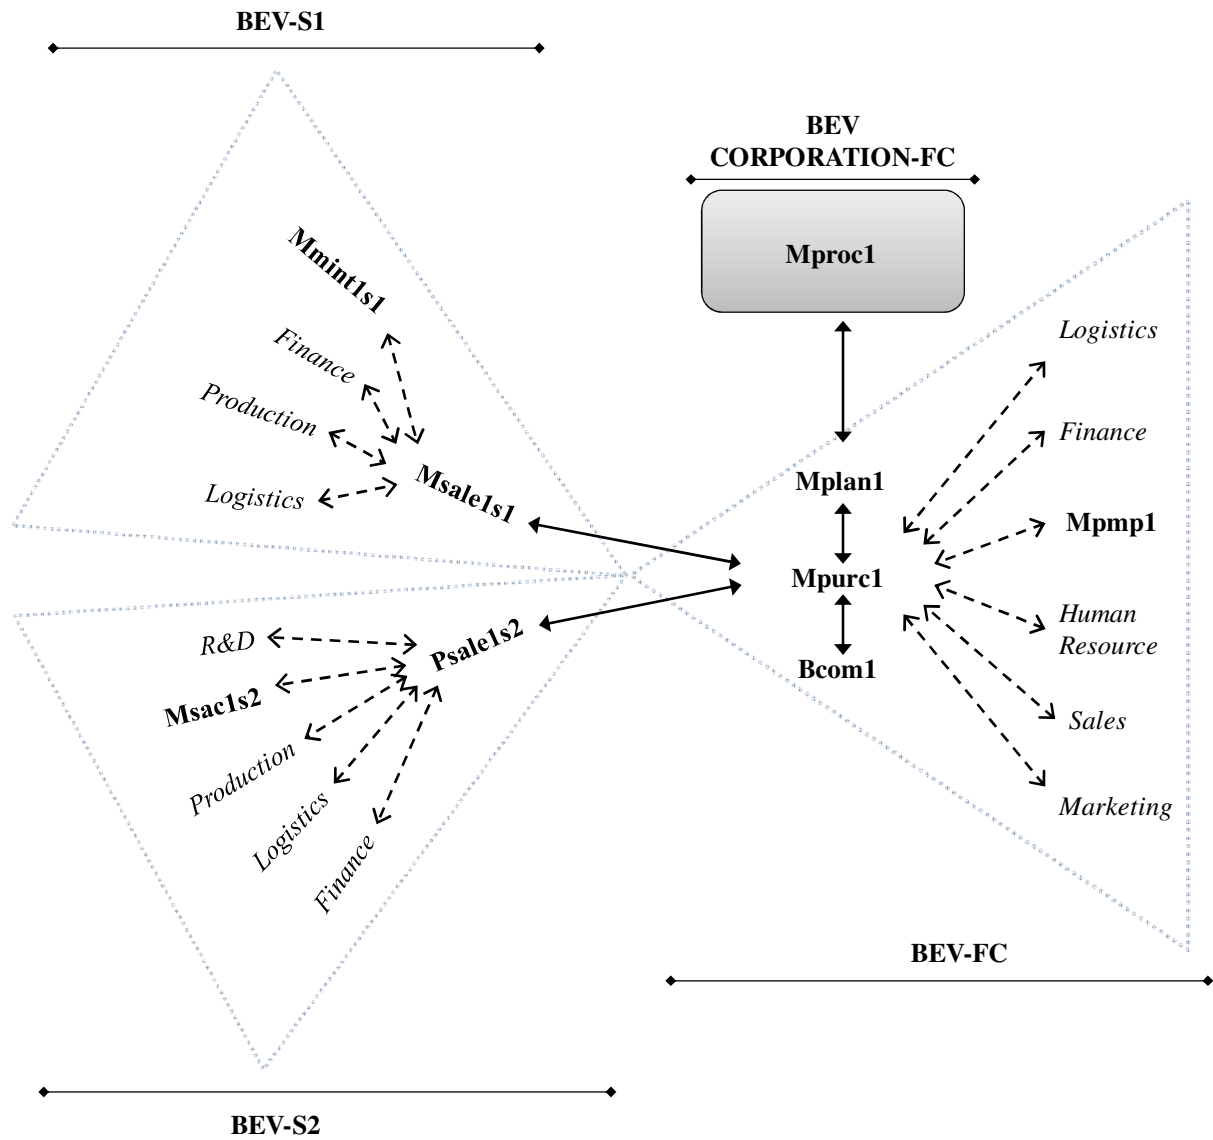 BEV-S1
BEV
CORPORATION-FC
Mproc1
Mmint1s1
Finance
Production
Logistics
Msale1s1
Logistics
Finance
Mplan1
Mpmp1
Mpurc1
Human
Resource
Bcom1
Sales
Marketing
R&D
Psale1s2
Msac1s2
Production
Logistics
Finance
BEV-FC
BEV-S2